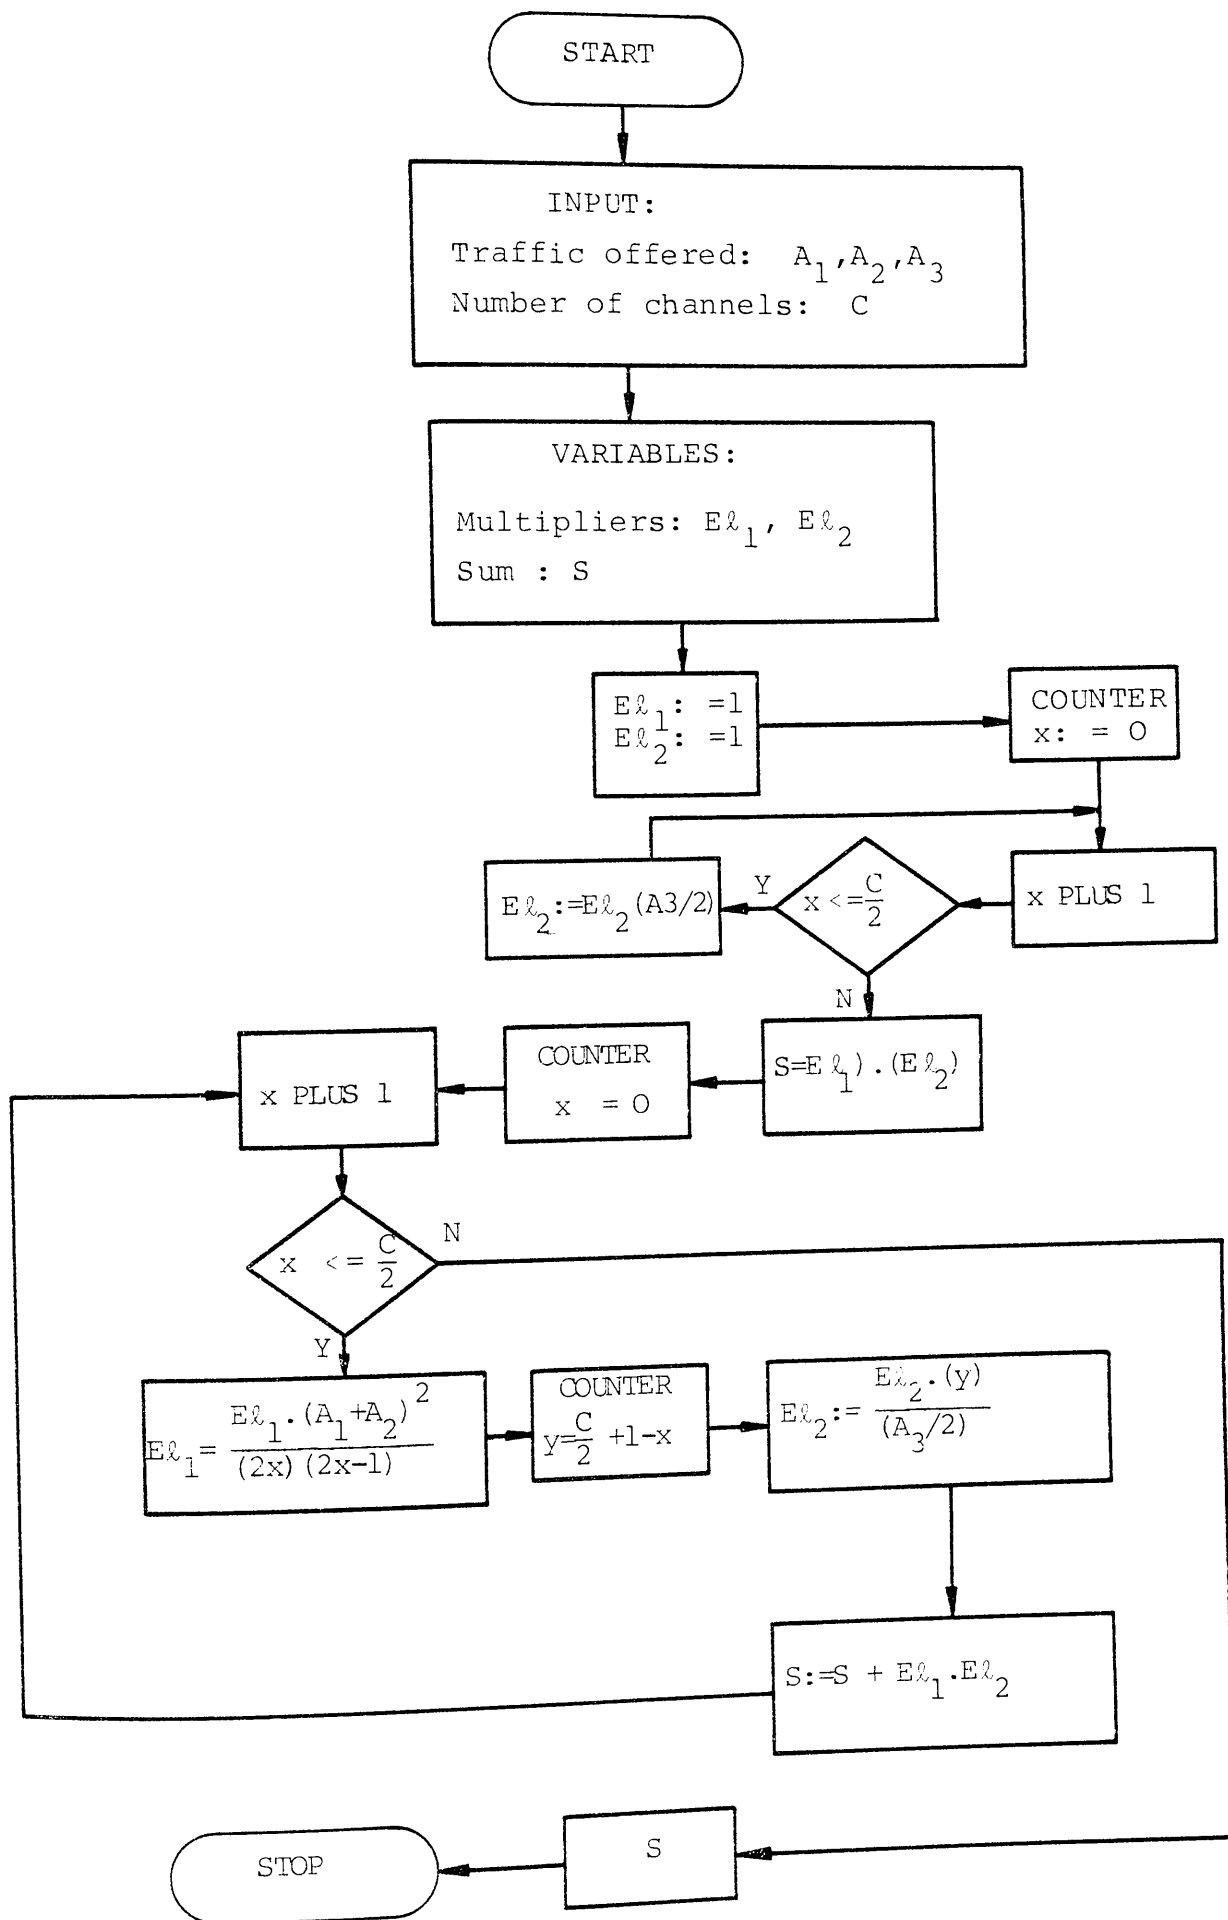 START
INPUT:
Traffic offered: A₁,A₂,A₃
Number of channels: C
VARIABLES:
Multipliers: Eℓ₁, Eℓ₂
Sum : S
Eℓ₁: =1
Eℓ₂: =1
COUNTER
x: = 0
x PLUS 1
x <= C/2
Y
Eℓ₂:=Eℓ₂(A3/2)
N
S=Eℓ₁).(Eℓ₂)
COUNTER
x = 0
x PLUS 1
x <= C/2
N
Y
Eℓ₁= Eℓ₁.(A₁+A₂)² / (2x)(2x-1)
COUNTER
y=C/2 +1-x
Eℓ₂:= Eℓ₂.(y) / (A₃/2)
S:=S + Eℓ₁.Eℓ₂
S
STOP